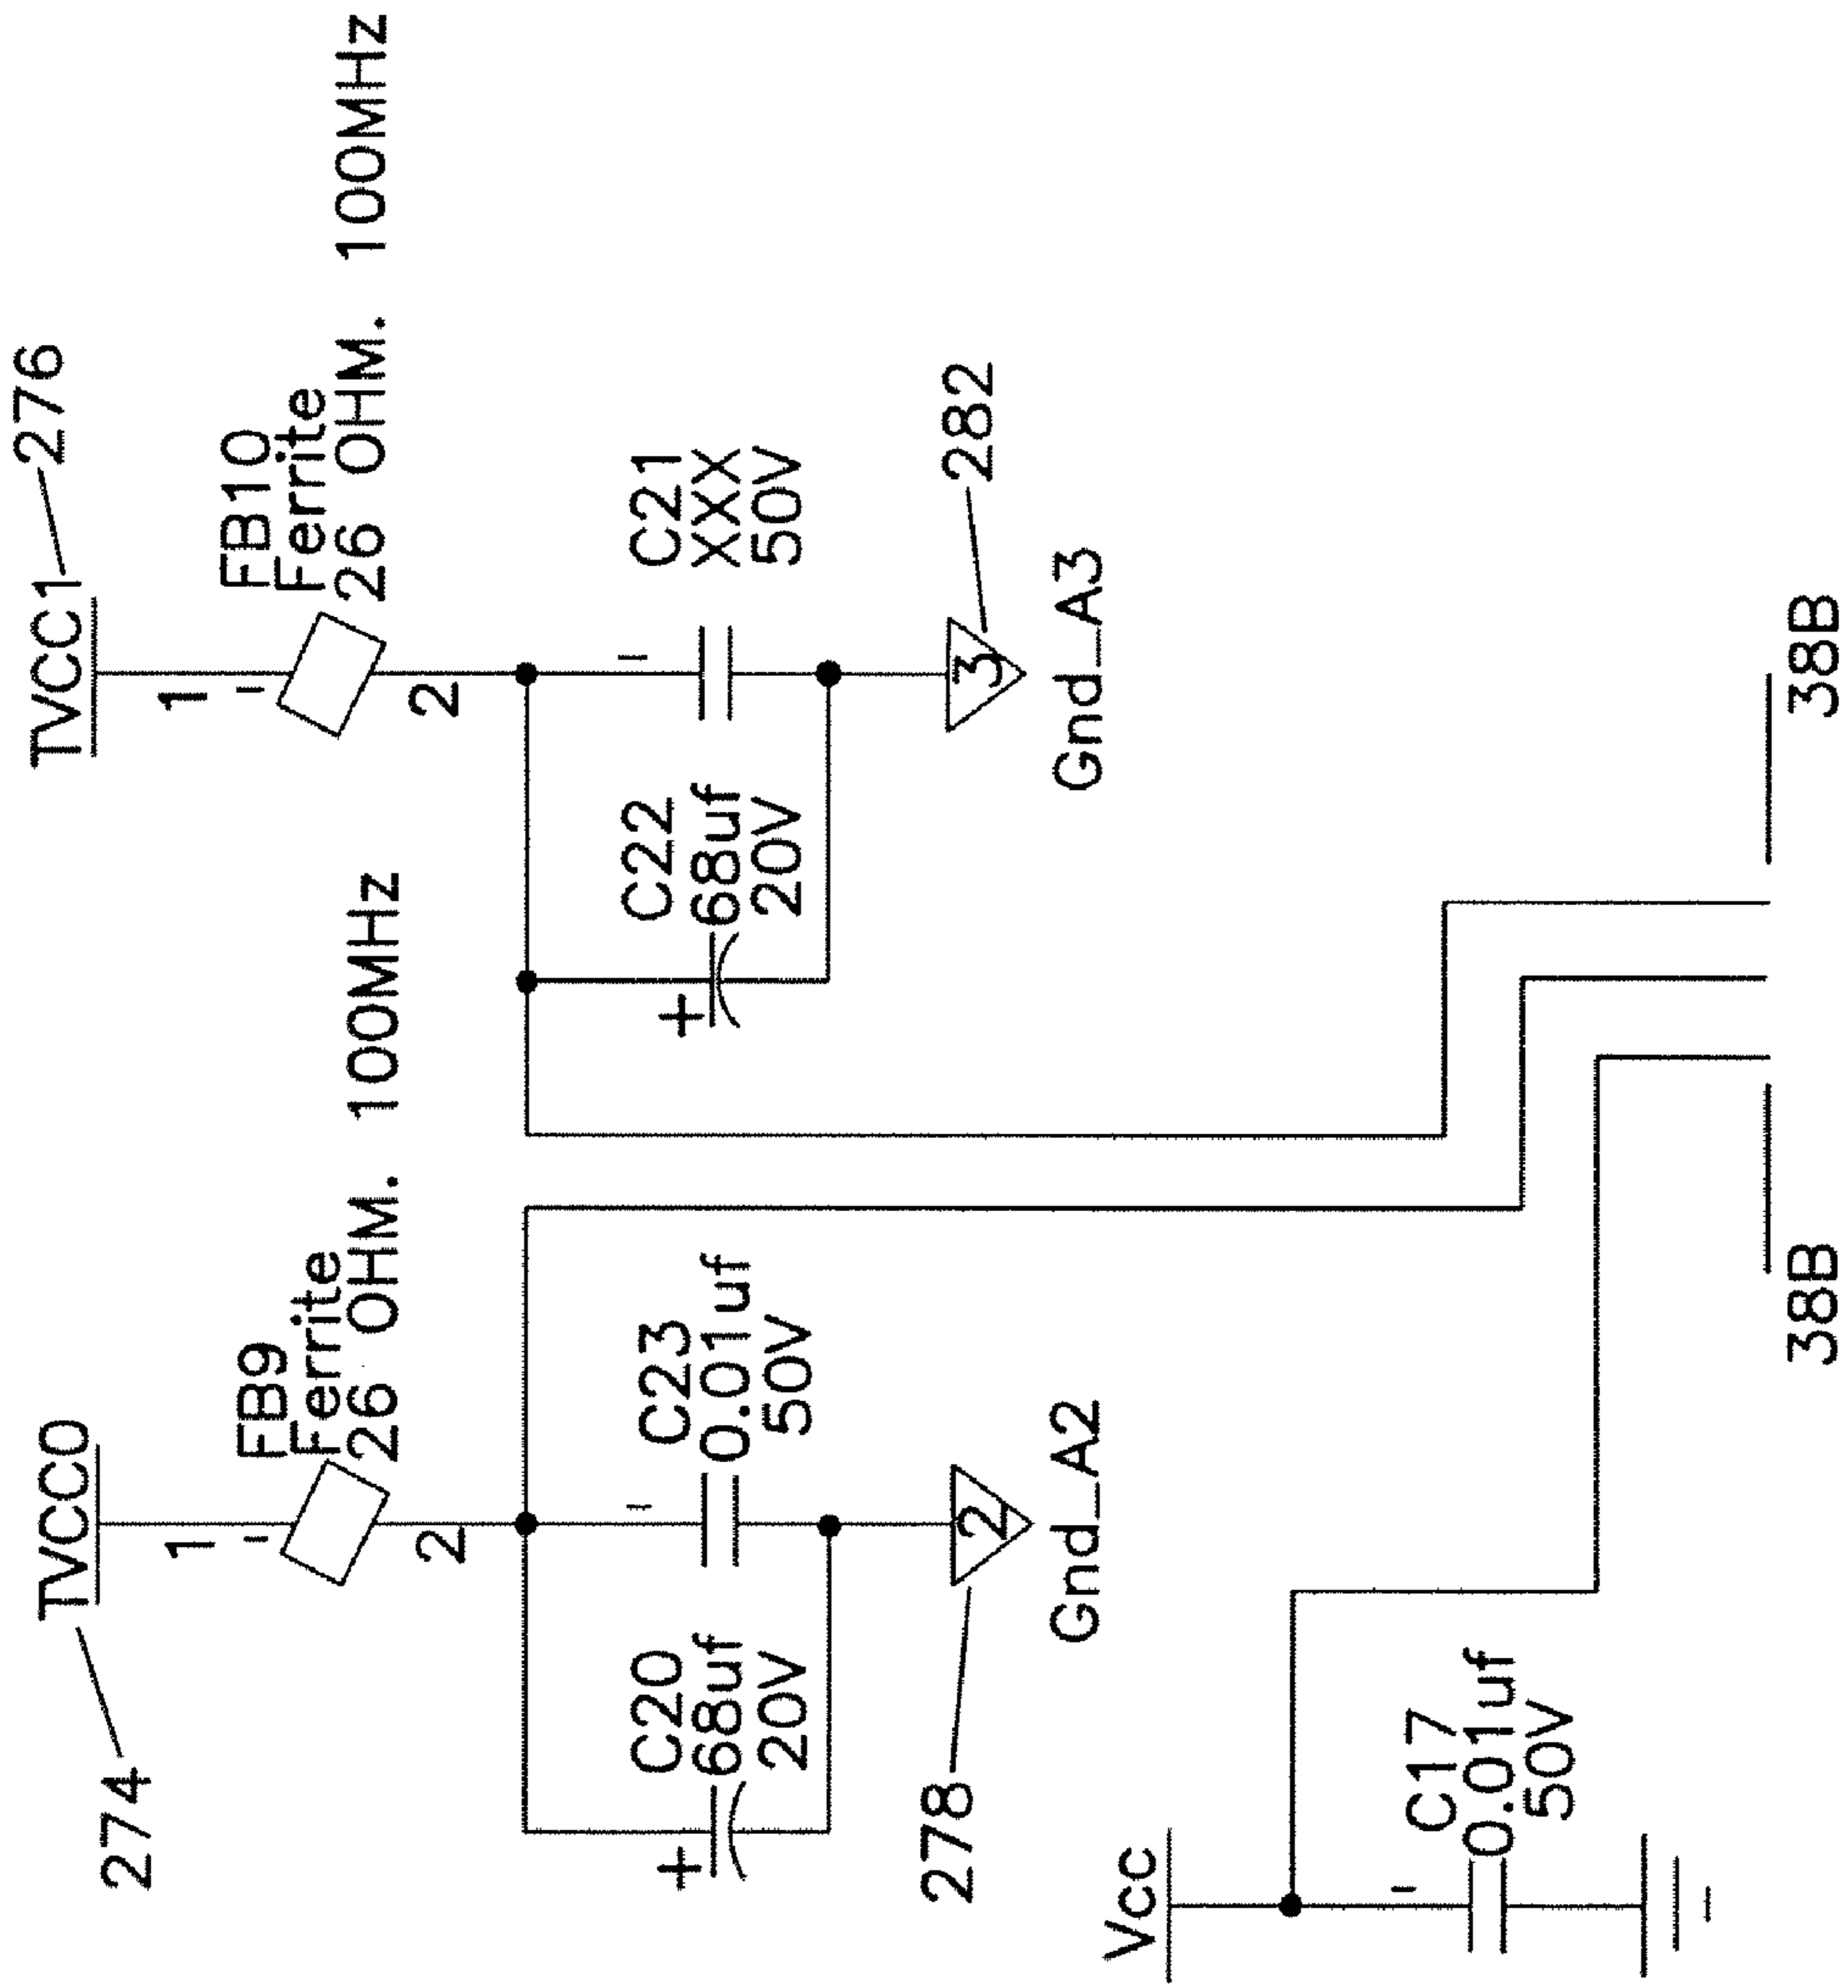 274
TVCC0
1
FB9
Ferrite
26 OHM. 100MHz
2
C20
68uf
20V
+
C23
0.01uf
50V
278
2
Gnd_A2
TVCC1
276
1
FB10
Ferrite
26 OHM. 100MHz
2
C22
68uf
20V
+
C21
XXX
50V
3
282
Gnd_A3
Vcc
C17
0.01uf
50V
38B
38B